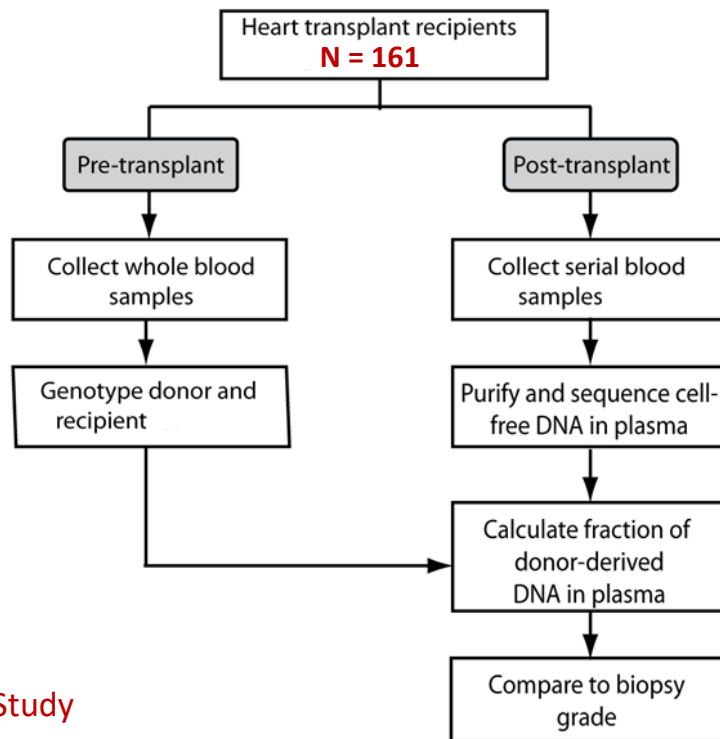 Heart transplant recipients
N = 161
Pre-transplant
Post-transplant
Collect whole blood
samples
Collect serial blood
samples
Genotype donor and
recipient
Purify and sequence cell-
free DNA in plasma
Calculate fraction of
donor-derived
DNA in plasma
Compare to biopsy
grade
Study